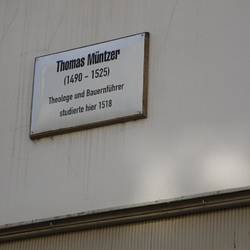 Thomas Müntzer
(1490 - 1525)
Theologe und Bauernführer
studierte hier 1518